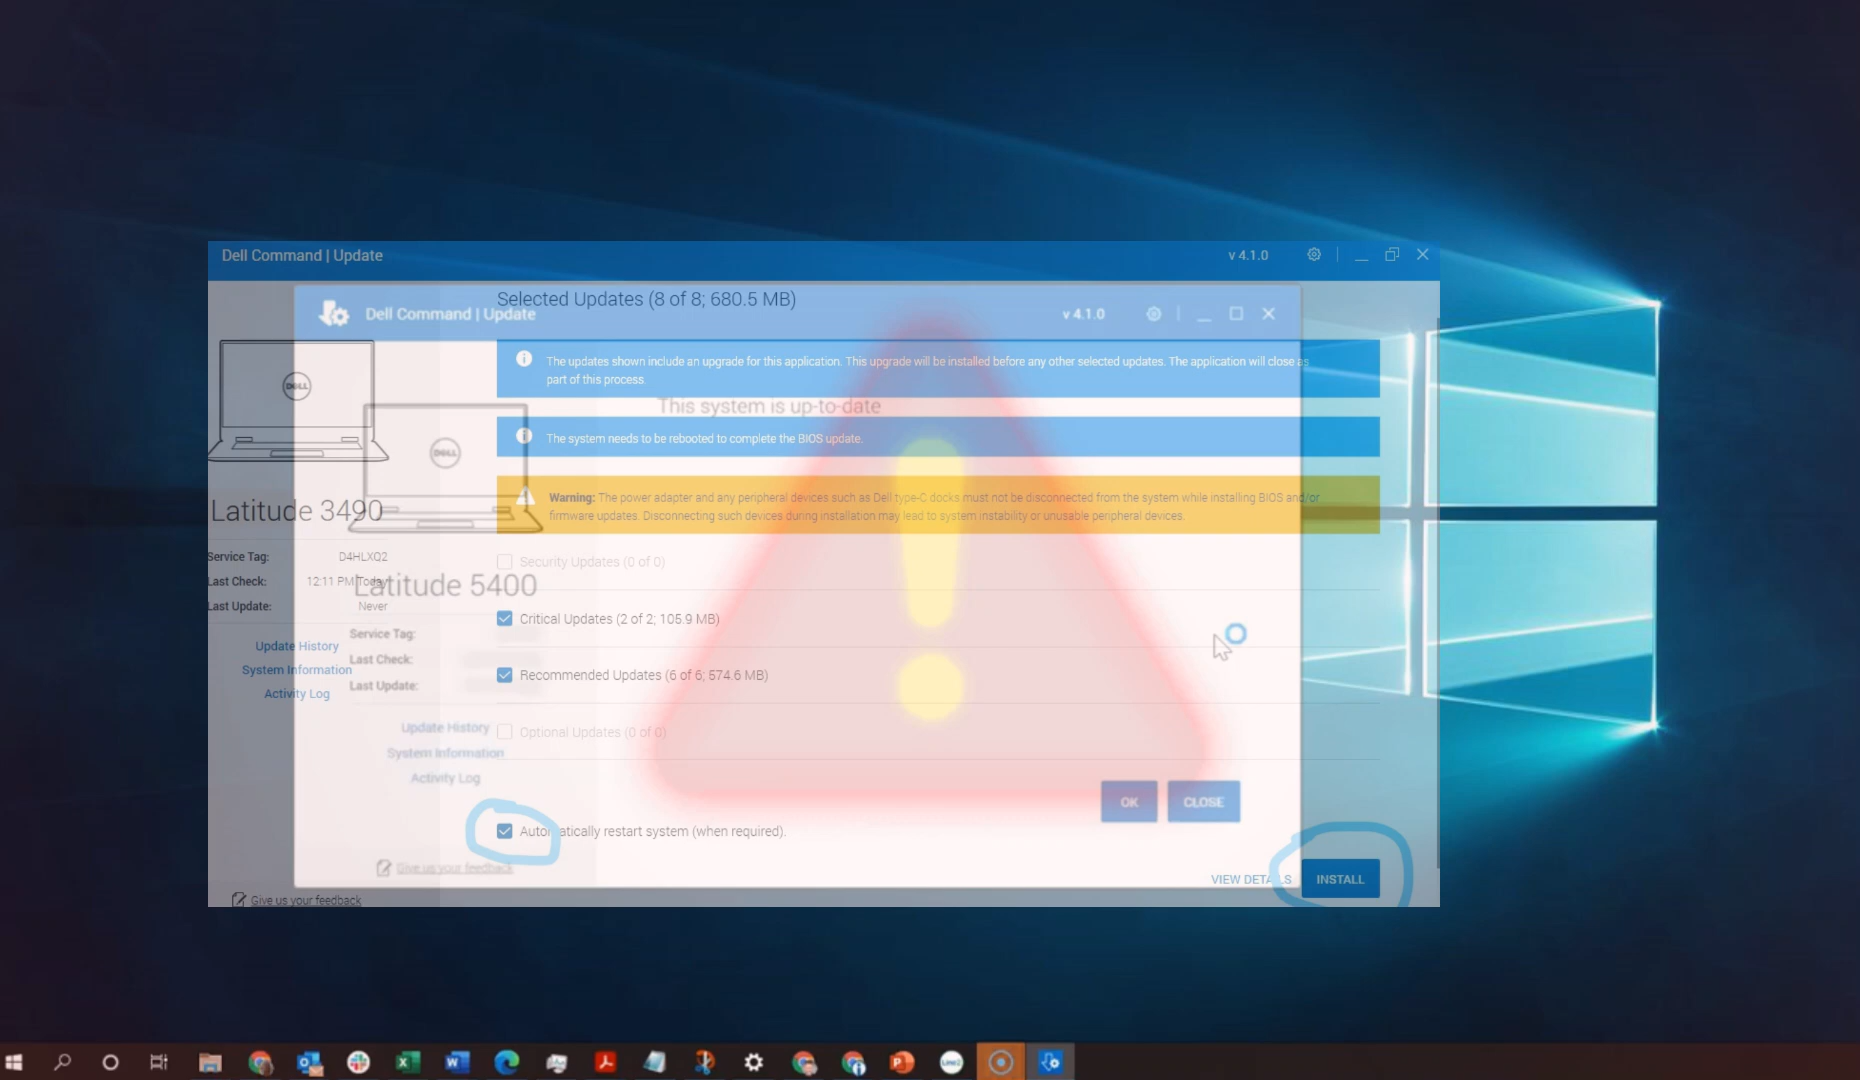 Dell Command | Update
v 4.1.0
Selected Updates (8 of 8; 680.5 MB)
Dell Command | Update
v 4.1.0
The updates shown include an upgrade for this application. This upgrade will be installed before any other selected updates. The application will close as
part of this process.
This system is up-to-date
The system needs to be rebooted to complete the BIOS update.
Warning: The power adapter and any peripheral devices such as Dell type-C docks must not be disconnected from the system while installing BIOS and/or
firmware updates. Disconnecting such devices during installation may lead to system instability or unusable peripheral devices.
DELL
DELL
Latitude 3490
Service Tag: D4HLXQ2
Last Check: 12:11 PM Today
Last Update: Never
Update History
System Information
Activity Log
Latitude 5400
Service Tag:
Last Check:
Last Update:
Update History
System Information
Activity Log
Security Updates (0 of 0)
Critical Updates (2 of 2; 105.9 MB)
Recommended Updates (6 of 6; 574.6 MB)
Optional Updates (0 of 0)
OK
CLOSE
Automatically restart system (when required).
Give us your feedback
VIEW DETAILS
INSTALL
Give us your feedback